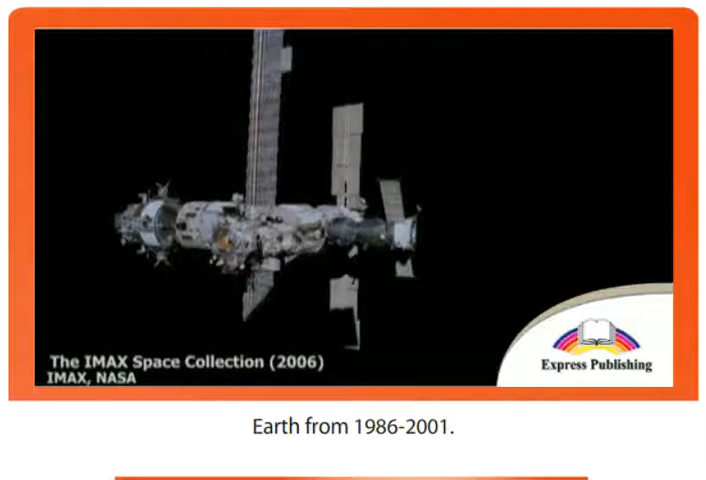 The IMAX Space Collection (2006)
IMAX, NASA
Express Publishing
Earth from 1986-2001.